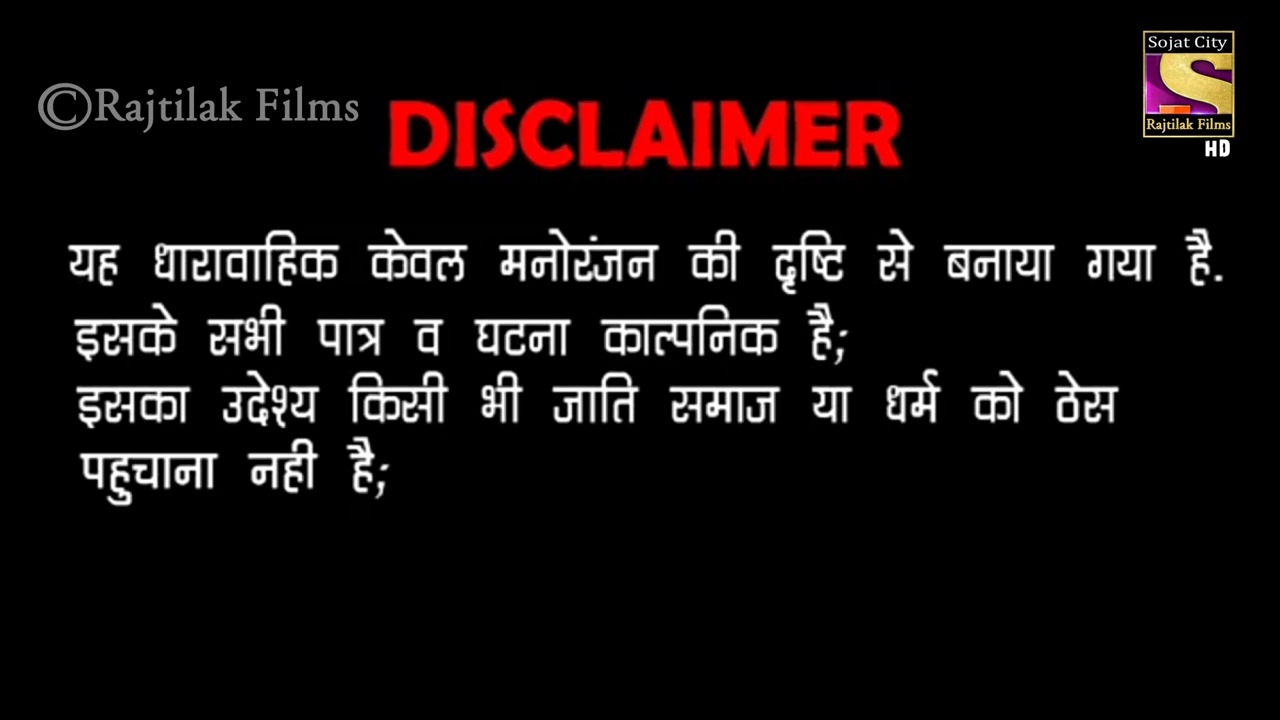 Sojat City
©Rajtilak Films
DISCLAIMER
Rajtilak Films
HD
यह धारावाहिक केवल मनोरंजन की दृष्टि से बनाया गया है.
इसके सभी पात्र व घटना काल्पनिक है;
इसका उदेश्य किसी भी जाति समाज या धर्म को ठेस
पहुचाना नही है;